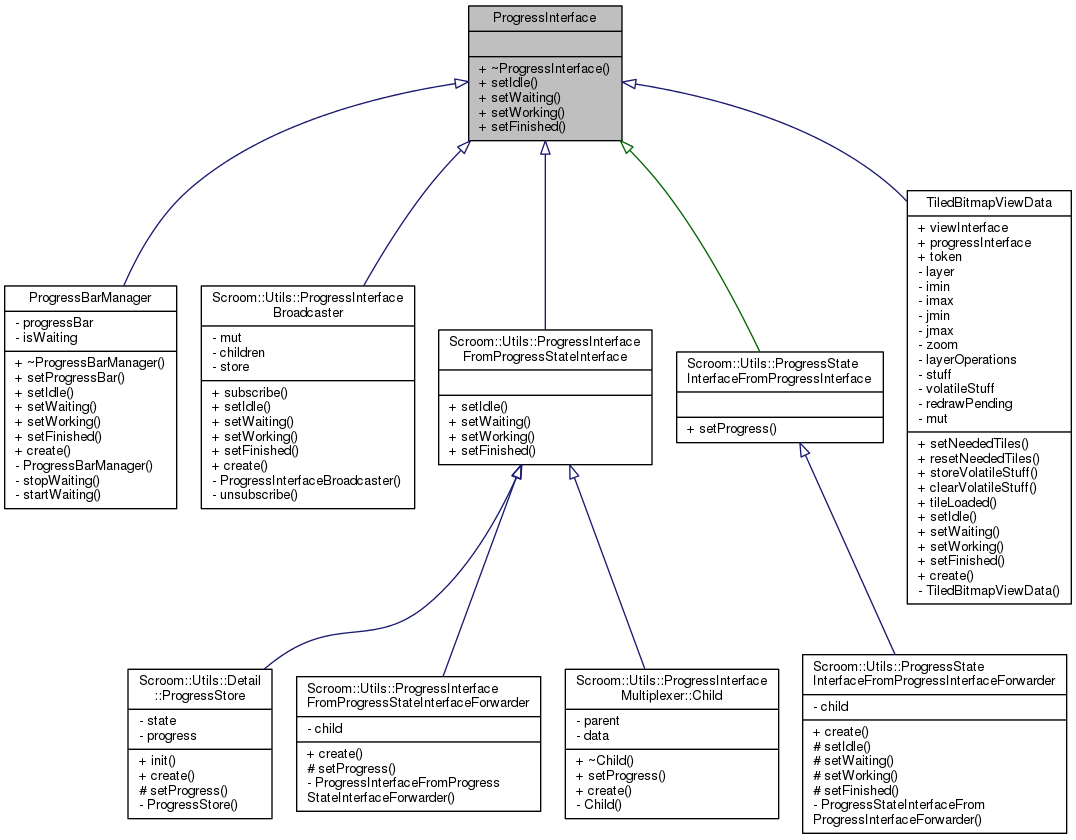 ProgressInterface
+ ~ProgressInterface()
+ setIdle()
+ setWaiting()
+ setWorking()
+ setFinished()
ProgressBarManager
- progressBar
- isWaiting
+ ~ProgressBarManager()
+ setProgressBar()
+ setIdle()
+ setWaiting()
+ setWorking()
+ setFinished()
+ create()
- ProgressBarManager()
- stopWaiting()
- startWaiting()
Scroom::Utils::ProgressInterface
Broadcaster
- mut
- children
- store
+ subscribe()
+ setIdle()
+ setWaiting()
+ setWorking()
+ setFinished()
+ create()
- ProgressInterfaceBroadcaster()
- unsubscribe()
Scroom::Utils::ProgressInterface
FromProgressStateInterface
+ setIdle()
+ setWaiting()
+ setWorking()
+ setFinished()
Scroom::Utils::ProgressState
InterfaceFromProgressInterface
+ setProgress()
TiledBitmapViewData
+ viewInterface
+ progressInterface
+ token
- layer
- imin
- imax
- jmin
- jmax
- zoom
- layerOperations
- stuff
- volatileStuff
- redrawPending
- mut
+ setNeededTiles()
+ resetNeededTiles()
+ storeVolatileStuff()
+ clearVolatileStuff()
+ tileLoaded()
+ setIdle()
+ setWaiting()
+ setWorking()
+ setFinished()
+ create()
- TiledBitmapViewData()
Scroom::Utils::Detail
::ProgressStore
- state
- progress
+ init()
+ create()
# setProgress()
- ProgressStore()
Scroom::Utils::ProgressInterface
FromProgressStateInterfaceForwarder
- child
+ create()
# setProgress()
- ProgressInterfaceFromProgress
StateInterfaceForwarder()
Scroom::Utils::ProgressInterface
Multiplexer::Child
- parent
- data
+ ~Child()
+ setProgress()
+ create()
- Child()
Scroom::Utils::ProgressState
InterfaceFromProgressInterfaceForwarder
- child
+ create()
# setIdle()
# setWaiting()
# setWorking()
# setFinished()
- ProgressStateInterfaceFrom
ProgressInterfaceForwarder()